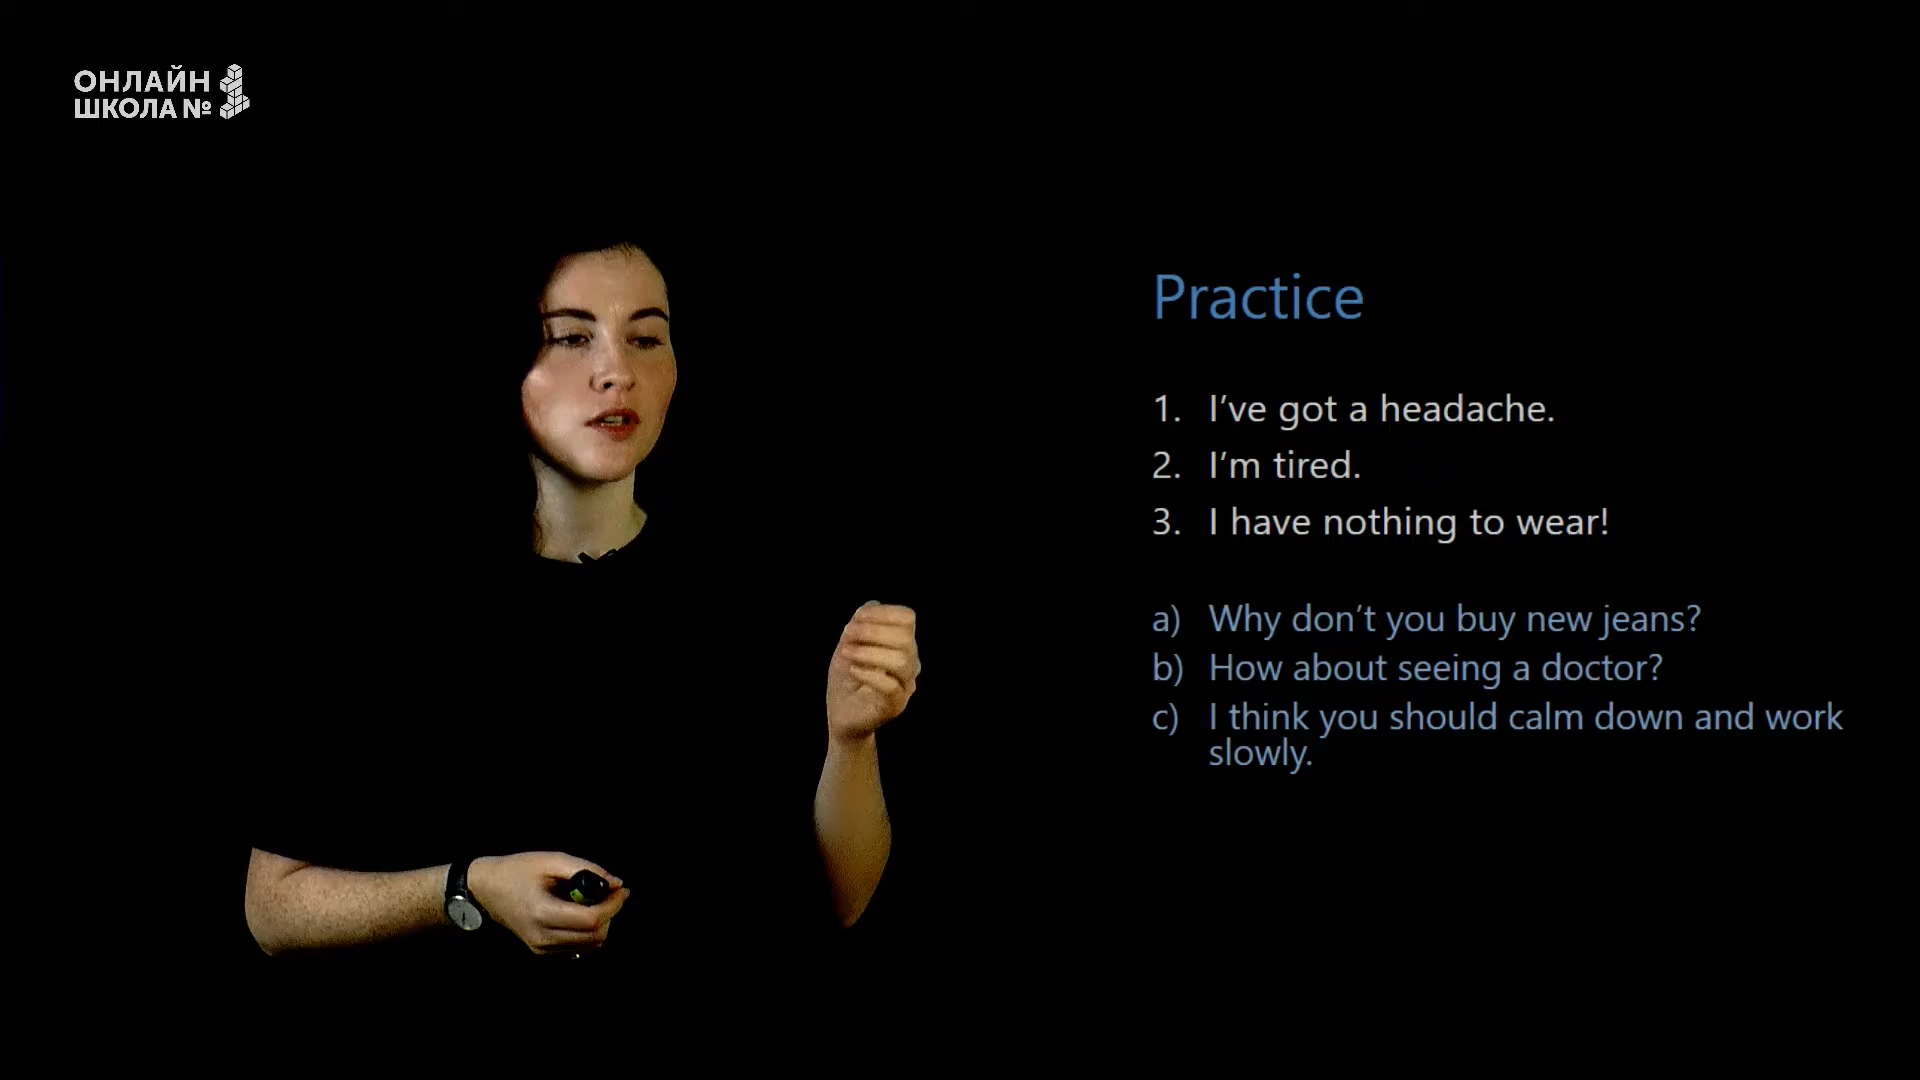 ОНЛАЙН
ШКОЛА №
Practice
1. I've got a headache.
2. I'm tired.
3. I have nothing to wear!
a) Why don't you buy new jeans?
b) How about seeing a doctor?
c) I think you should calm down and work
slowly.